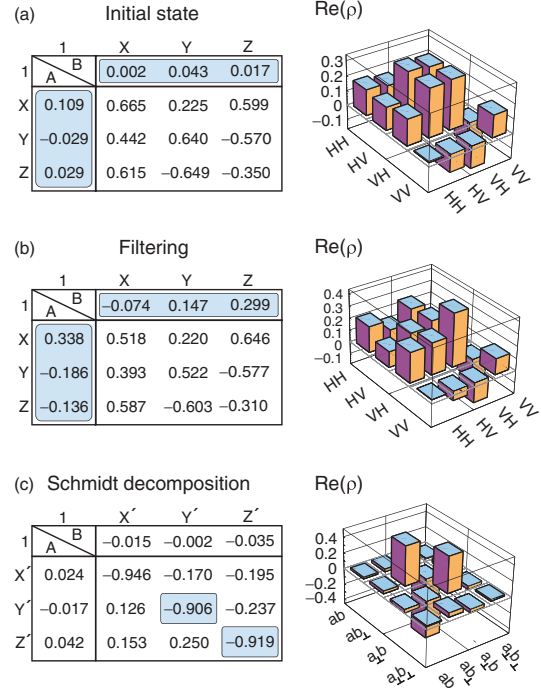 (a) Initial state
1 X Y Z
1 A B 0.002 0.043 0.017
X 0.109 0.665 0.225 0.599
Y −0.029 0.442 0.640 −0.570
Z 0.029 0.615 −0.649 −0.350
Re(ρ)
0.3
0.2
0.1
0
−0.1
HH HV VH VV
HH HV VH VV
(b) Filtering
1 X Y Z
1 A B −0.074 0.147 0.299
X 0.338 0.518 0.220 0.646
Y −0.186 0.393 0.522 −0.577
Z −0.136 0.587 −0.603 −0.310
Re(ρ)
0.4
0.3
0.2
0.1
0
−0.1
HH HV VH VV
HH HV VH VV
(c) Schmidt decomposition
1 X´ Y´ Z´
1 A B −0.015 −0.002 −0.035
X´ 0.024 −0.946 −0.170 −0.195
Y´ −0.017 0.126 −0.906 −0.237
Z´ 0.042 0.153 0.250 −0.919
Re(ρ)
0.4
0.2
0
−0.2
−0.4
ab ab⊥ a⊥b a⊥b⊥
ab ab⊥ a⊥b a⊥b⊥